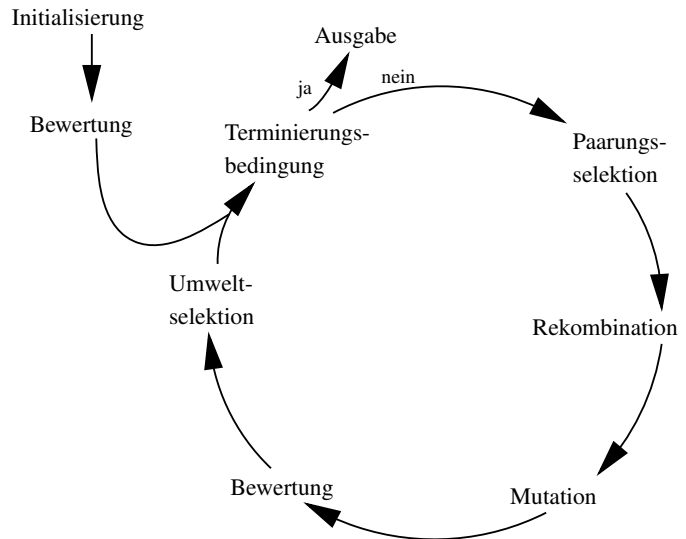 Initialisierung
Ausgabe
ja
nein
Bewertung
Terminierungs-
bedingung
Paarungs-
selektion
Umwelt-
selektion
Rekombination
Bewertung
Mutation